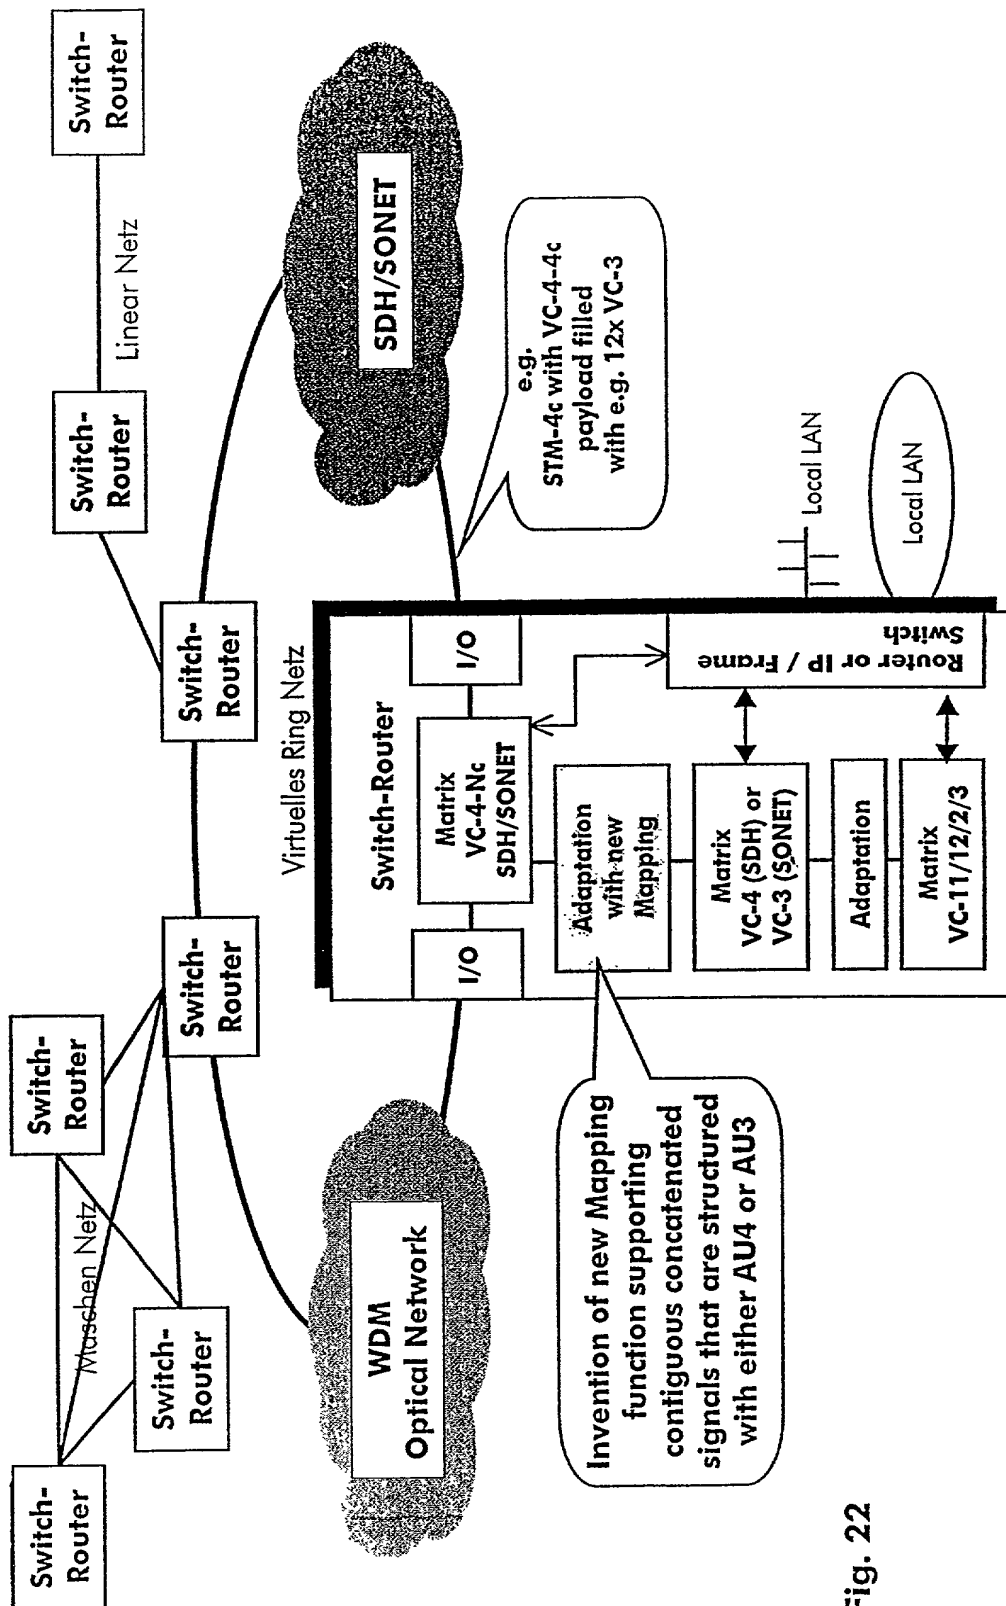 Switch-
Router
Switch-
Router
Maschen Netz
Switch-
Router
Switch-
Router
Switch-
Router
Switch-
Router
Linear Netz
Switch-
Router
WDM
Optical Network
Virtuelles Ring Netz
SDH/SONET
Switch-Router
I/O
Matrix
VC-4-Nc
SDH/SONET
I/O
e.g.
STM-4c with VC-4-4c
payload filled
with e.g. 12x VC-3
Invention of new Mapping
function supporting
contiguous concatenated
signals that are structured
with either AU4 or AU3
Adaptation
with new
Mapping
Matrix
VC-4 (SDH) or
VC-3 (SONET)
Adaptation
Matrix
VC-11/12/2/3
Router or IP / Frame
Switch
Local LAN
Local LAN
Fig. 22